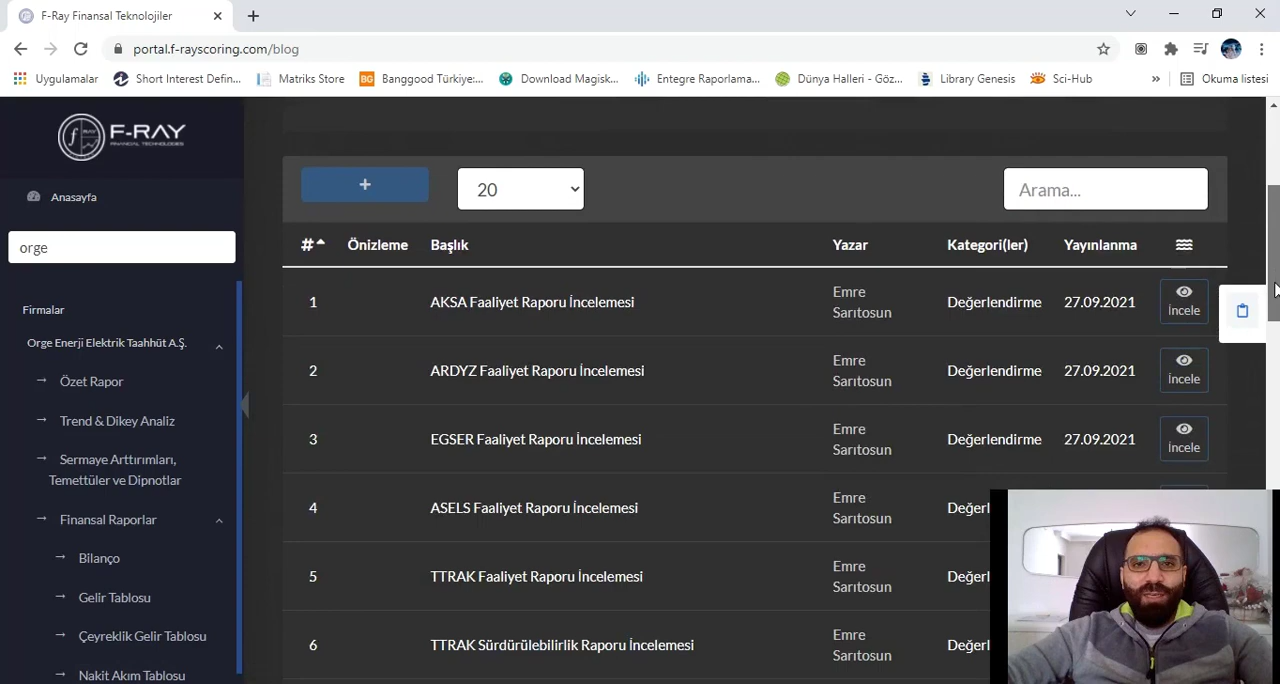 F-Ray Finansal Teknolojiler
portal.f-rayscoring.com/blog
Uygulamalar
Short Interest Defin...
Matriks Store
BG Banggood Türkiye:...
Download Magisk...
Entegre Raporlama...
Dünya Halleri - Göz...
Library Genesis
Sci-Hub
»
Okuma listesi
F-RAY
FINANCIAL TECHNOLOGIES
Anasayfa
orge
Firmalar
Orge Enerji Elektrik Taahhüt A.Ş.
Özet Rapor
Trend & Dikey Analiz
Sermaye Arttırımları,
Temettüler ve Dipnotlar
Finansal Raporlar
Bilanço
Gelir Tablosu
Çeyreklik Gelir Tablosu
Nakit Akım Tablosu
+
20
Arama...
# Önizleme Başlık Yazar Kategori(ler) Yayınlanma
1 AKSA Faaliyet Raporu İncelemesi Emre Sarıtosun Değerlendirme 27.09.2021 İncele
2 ARDYZ Faaliyet Raporu İncelemesi Emre Sarıtosun Değerlendirme 27.09.2021 İncele
3 EGSER Faaliyet Raporu İncelemesi Emre Sarıtosun Değerlendirme 27.09.2021 İncele
4 ASELS Faaliyet Raporu İncelemesi Emre Sarıtosun Değerl
5 TTRAK Faaliyet Raporu İncelemesi Emre Sarıtosun Değerl
6 TTRAK Sürdürülebilirlik Raporu İncelemesi Emre Sarıtosun Değerl